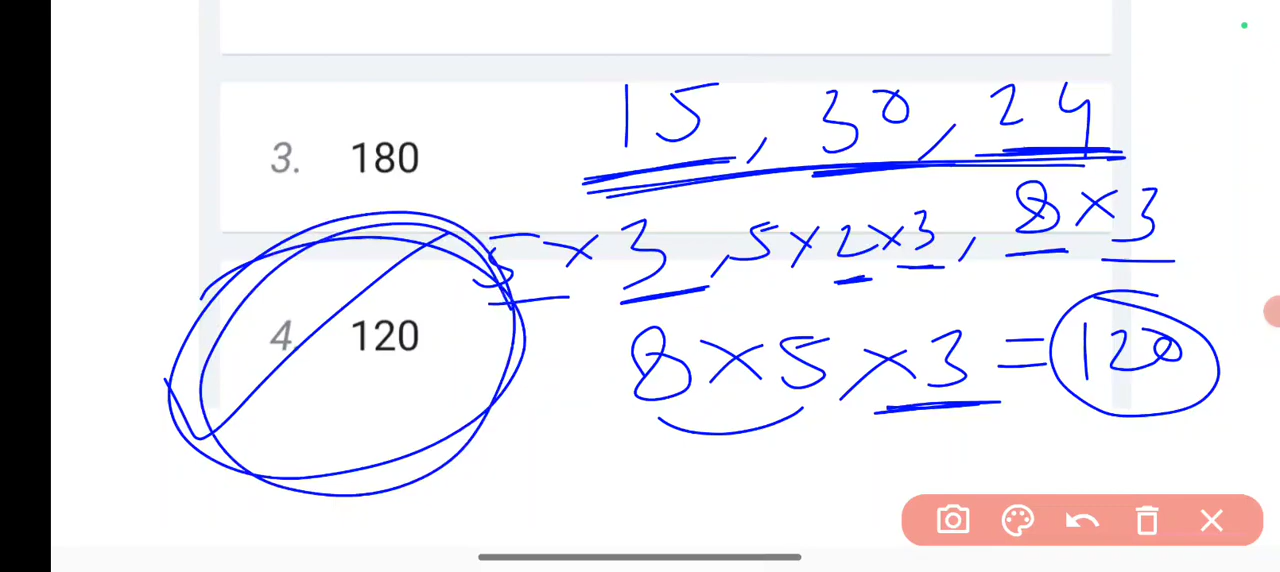 15, 30, 24
3. 180
5 × 3, 5 × 2 × 3, 8 × 3
4. 120
8 × 5 × 3 = 120